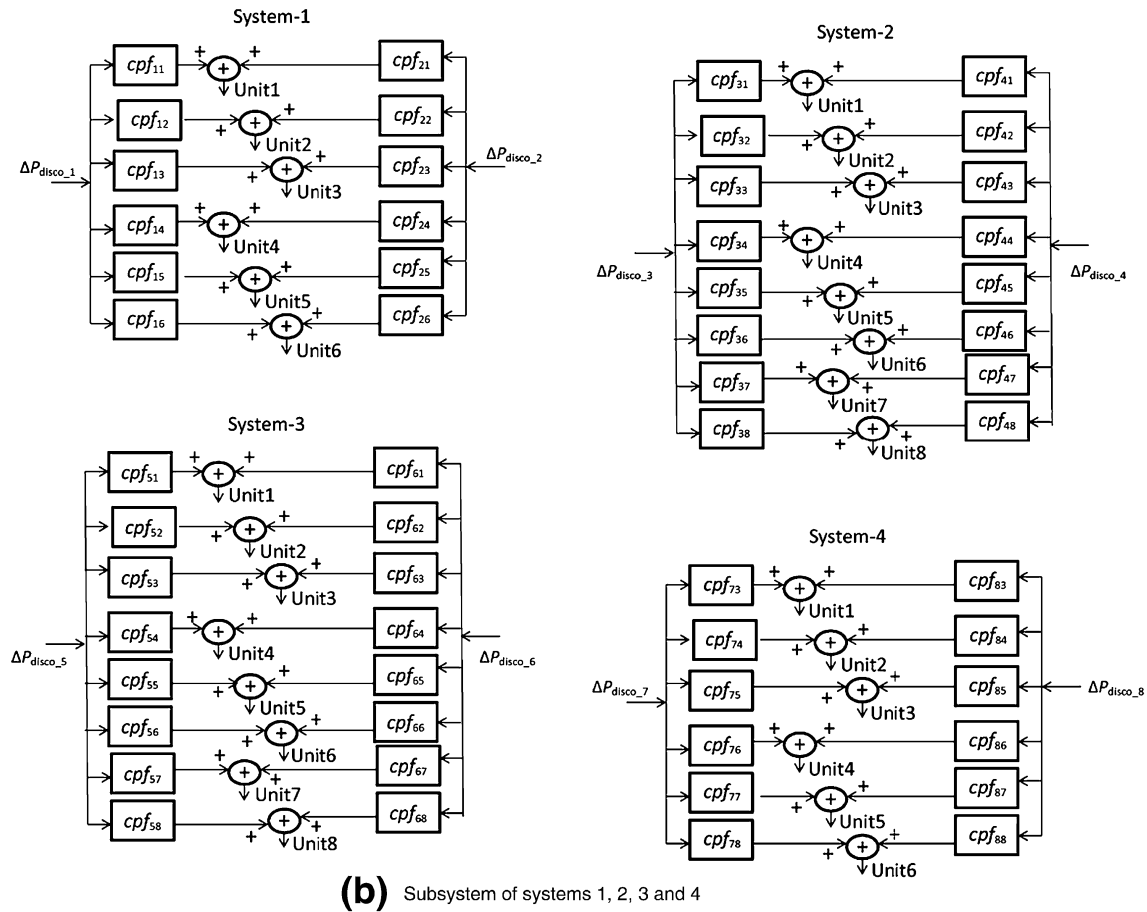 System-1
+ +
cpf11 + cpf21
Unit1
cpf12 + + + cpf22
Unit2
ΔPdisco_1 cpf13 + + + cpf23 ΔPdisco_2
Unit3
+ +
cpf14 + cpf24
Unit4
cpf15 + + + cpf25
Unit5
cpf16 + + + cpf26
Unit6
System-2
+ +
cpf31 + cpf41
Unit1
cpf32 + + + cpf42
Unit2
cpf33 + + + cpf43
Unit3
+ +
cpf34 + cpf44
Unit4
ΔPdisco_3 ΔPdisco_4
cpf35 + + + cpf45
Unit5
cpf36 + + + cpf46
Unit6
cpf37 + + + cpf47
Unit7
cpf38 + + + cpf48
Unit8
System-3
+ +
cpf51 + cpf61
Unit1
cpf52 + + + cpf62
Unit2
cpf53 + + + cpf63
Unit3
+ +
cpf54 + cpf64
Unit4
ΔPdisco_5 ΔPdisco_6
cpf55 + + + cpf65
Unit5
cpf56 + + + cpf66
Unit6
cpf57 + + + cpf67
Unit7
cpf58 + + + cpf68
Unit8
System-4
+ +
cpf73 + cpf83
Unit1
cpf74 + + + cpf84
Unit2
ΔPdisco_7 cpf75 + + + cpf85 ΔPdisco_8
Unit3
+ +
cpf76 + cpf86
Unit4
cpf77 + + + cpf87
Unit5
cpf78 + + + cpf88
Unit6
(b) Subsystem of systems 1, 2, 3 and 4